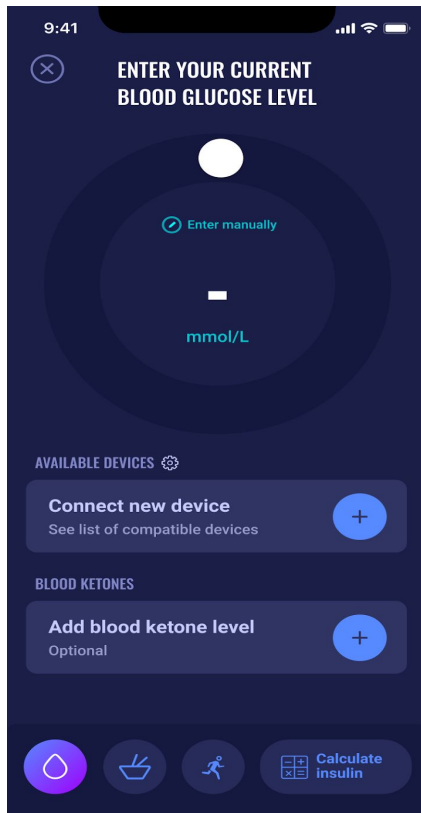 9:41
ENTER YOUR CURRENT
BLOOD GLUCOSE LEVEL
Enter manually
-
mmol/L
AVAILABLE DEVICES
Connect new device
See list of compatible devices
BLOOD KETONES
Add blood ketone level
Optional
Calculate
insulin